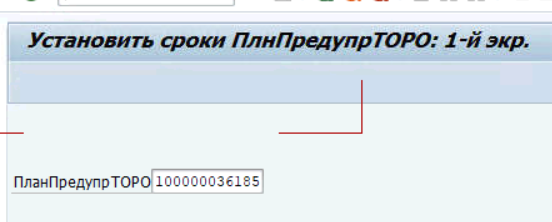 Установить сроки ПлнПредупрТОРО: 1-й экр.
ПланПредупрТОРО 100000036185